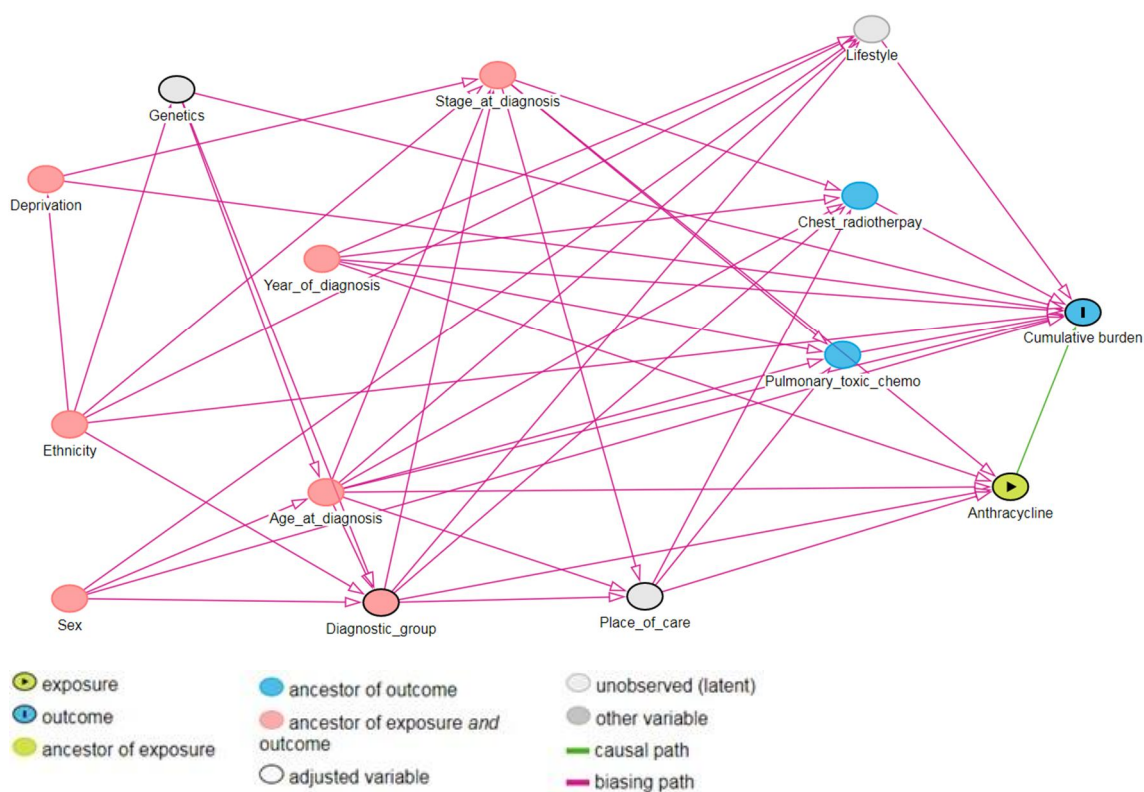 Lifestyle
Stage_at_diagnosis
Genetics
Deprivation
Chest_radiotherpay
Year_of_diagnosis
Cumulative burden
Pulmonary_toxic_chemo
Ethnicity
Anthracycline
Age_at_diagnosis
Sex
Diagnostic_group
Place_of_care
exposure
outcome
ancestor of exposure
ancestor of outcome
ancestor of exposure and
outcome
adjusted variable
unobserved (latent)
other variable
causal path
biasing path